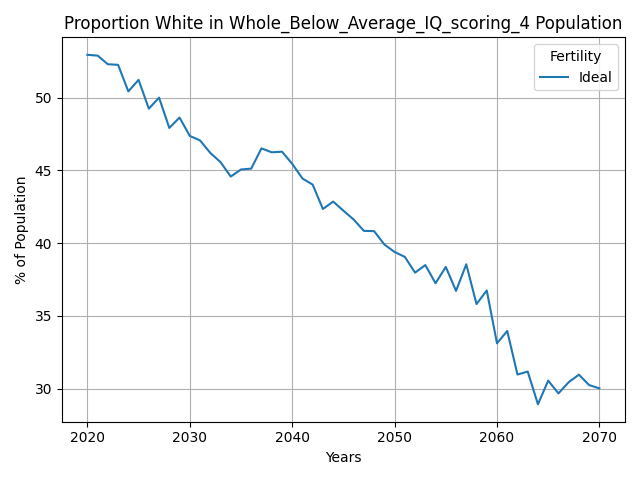 Proportion White in Whole_Below_Average_IQ_scoring_4 Population
Fertility
Ideal
% of Population
50
45
40
35
30
2020 2030 2040 2050 2060 2070
Years